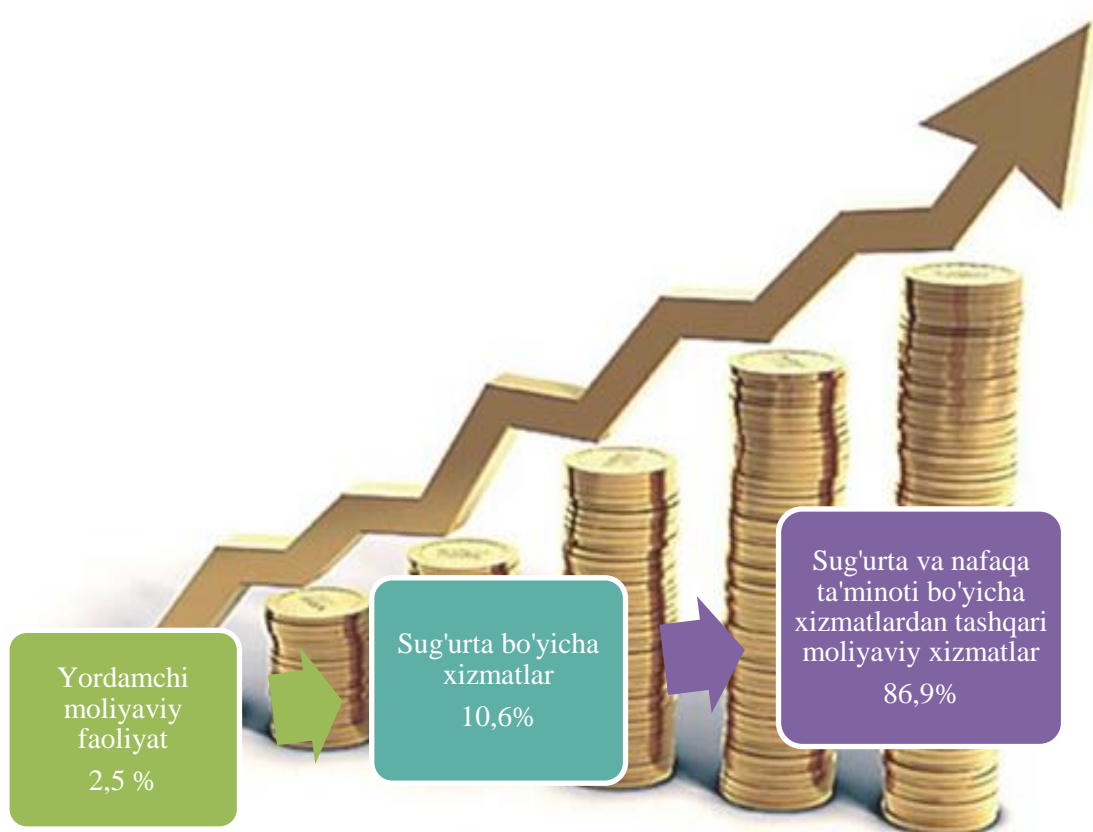 Yordamchi
moliyaviy
faoliyat
2,5 %
Sug'urta bo'yicha
xizmatlar
10,6%
Sug'urta va nafaqa
ta'minoti bo'yicha
xizmatlardan tashqari
moliyaviy xizmatlar
86,9%